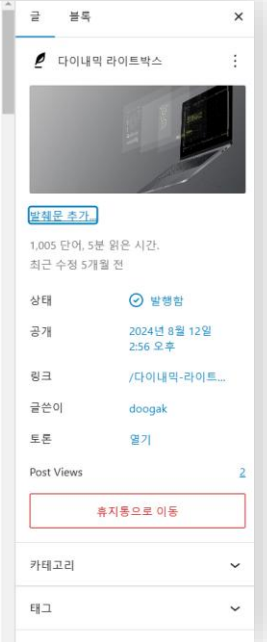 글 블록
다이내믹 라이트박스
발췌문 추가...
1,005 단어, 5분 읽은 시간.
최근 수정 5개월 전
상태 발행함
공개 2024년 8월 12일
2:56 오후
링크 /다이내믹-라이트...
글쓴이 doogak
토론 열기
Post Views 2
휴지통으로 이동
카테고리
태그